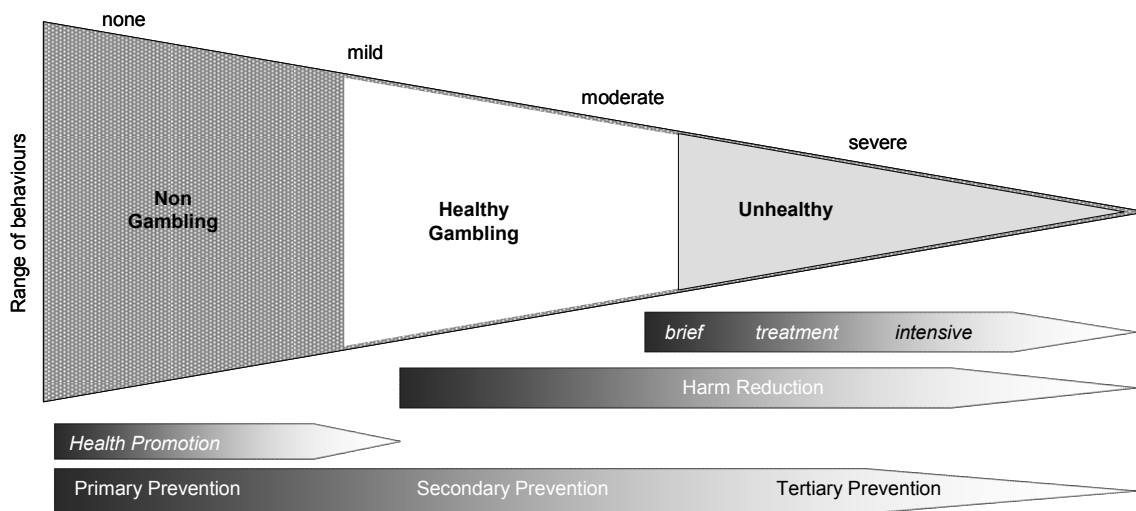 none
mild
moderate
severe
Range of behaviours
Non
Gambling
Healthy
Gambling
Unhealthy
brief treatment intensive
Harm Reduction
Health Promotion
Primary Prevention Secondary Prevention Tertiary Prevention